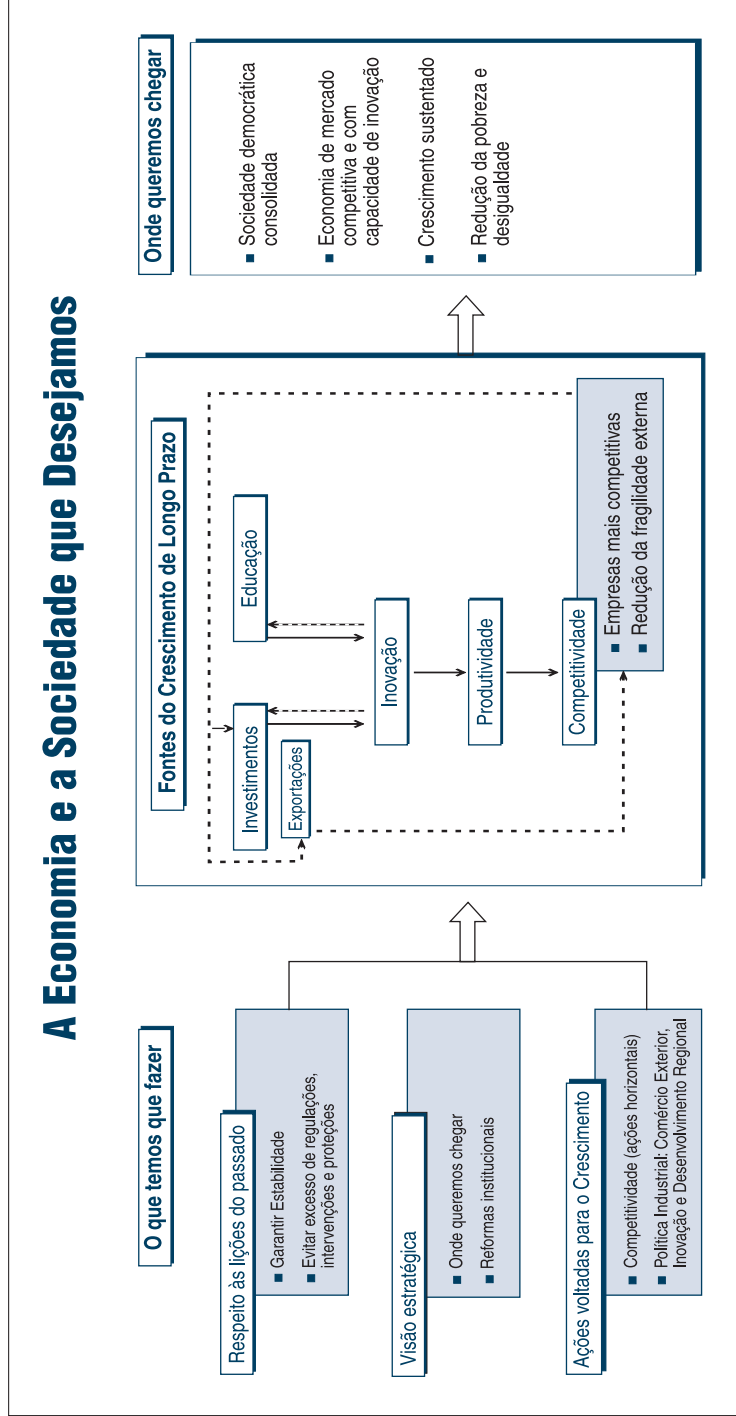 A Economia e a Sociedade que Desejamos
O que temos que fazer
Respeito às lições do passado
■ Garantir Estabilidade
■ Evitar excesso de regulações,
intervenções e proteções
Visão estratégica
■ Onde queremos chegar
■ Reformas institucionais
Ações voltadas para o Crescimento
■ Competitividade (ações horizontais)
■ Política Industrial: Comércio Exterior,
Inovação e Desenvolvimento Regional
Fontes do Crescimento de Longo Prazo
Investimentos
Educação
Exportações
Inovação
Produtividade
Competitividade
■ Empresas mais competitivas
■ Redução da fragilidade externa
Onde queremos chegar
■ Sociedade democrática
consolidada
■ Economia de mercado
competitiva e com
capacidade de inovação
■ Crescimento sustentado
■ Redução da pobreza e
desigualdade